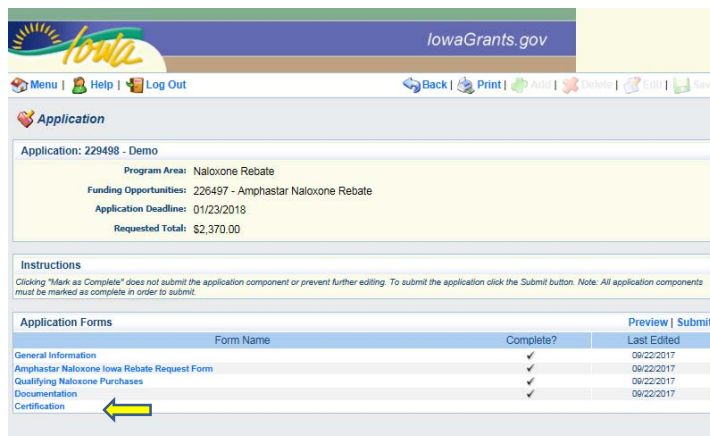 Iowa
IowaGrants.gov
Menu | Help | Log Out Back | Print | Add | Delete | Edit | Save
Application
Application: 229498 - Demo
Program Area: Naloxone Rebate
Funding Opportunities: 226497 - Amphastar Naloxone Rebate
Application Deadline: 01/23/2018
Requested Total: $2,370.00
Instructions
Clicking "Mark as Complete" does not submit the application component or prevent further editing. To submit the application click the Submit button. Note: All application components
must be marked as complete in order to submit.
Application Forms Preview | Submit
Form Name Complete? Last Edited
General Information ✓ 09/22/2017
Amphastar Naloxone Iowa Rebate Request Form ✓ 09/22/2017
Qualifying Naloxone Purchases ✓ 09/22/2017
Documentation ✓ 09/22/2017
Certification